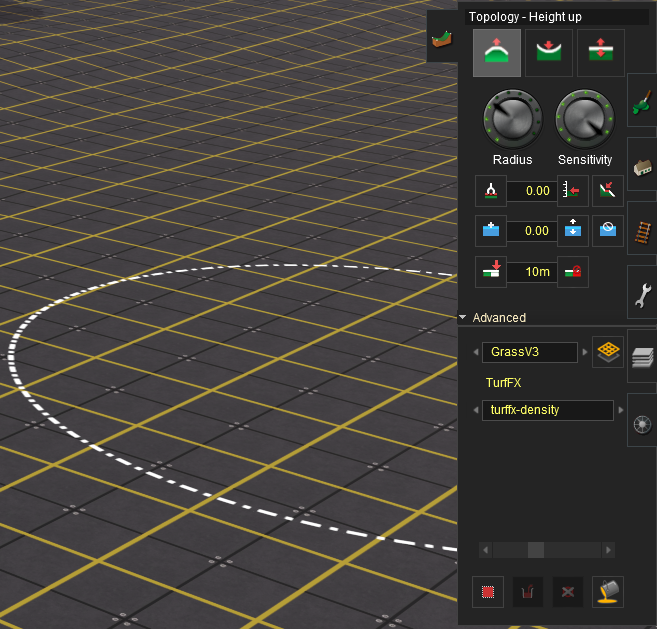 Topology - Height up
Radius Sensitivity
0.00
0.00
10m
Advanced
GrassV3
TurfFX
turffx-density